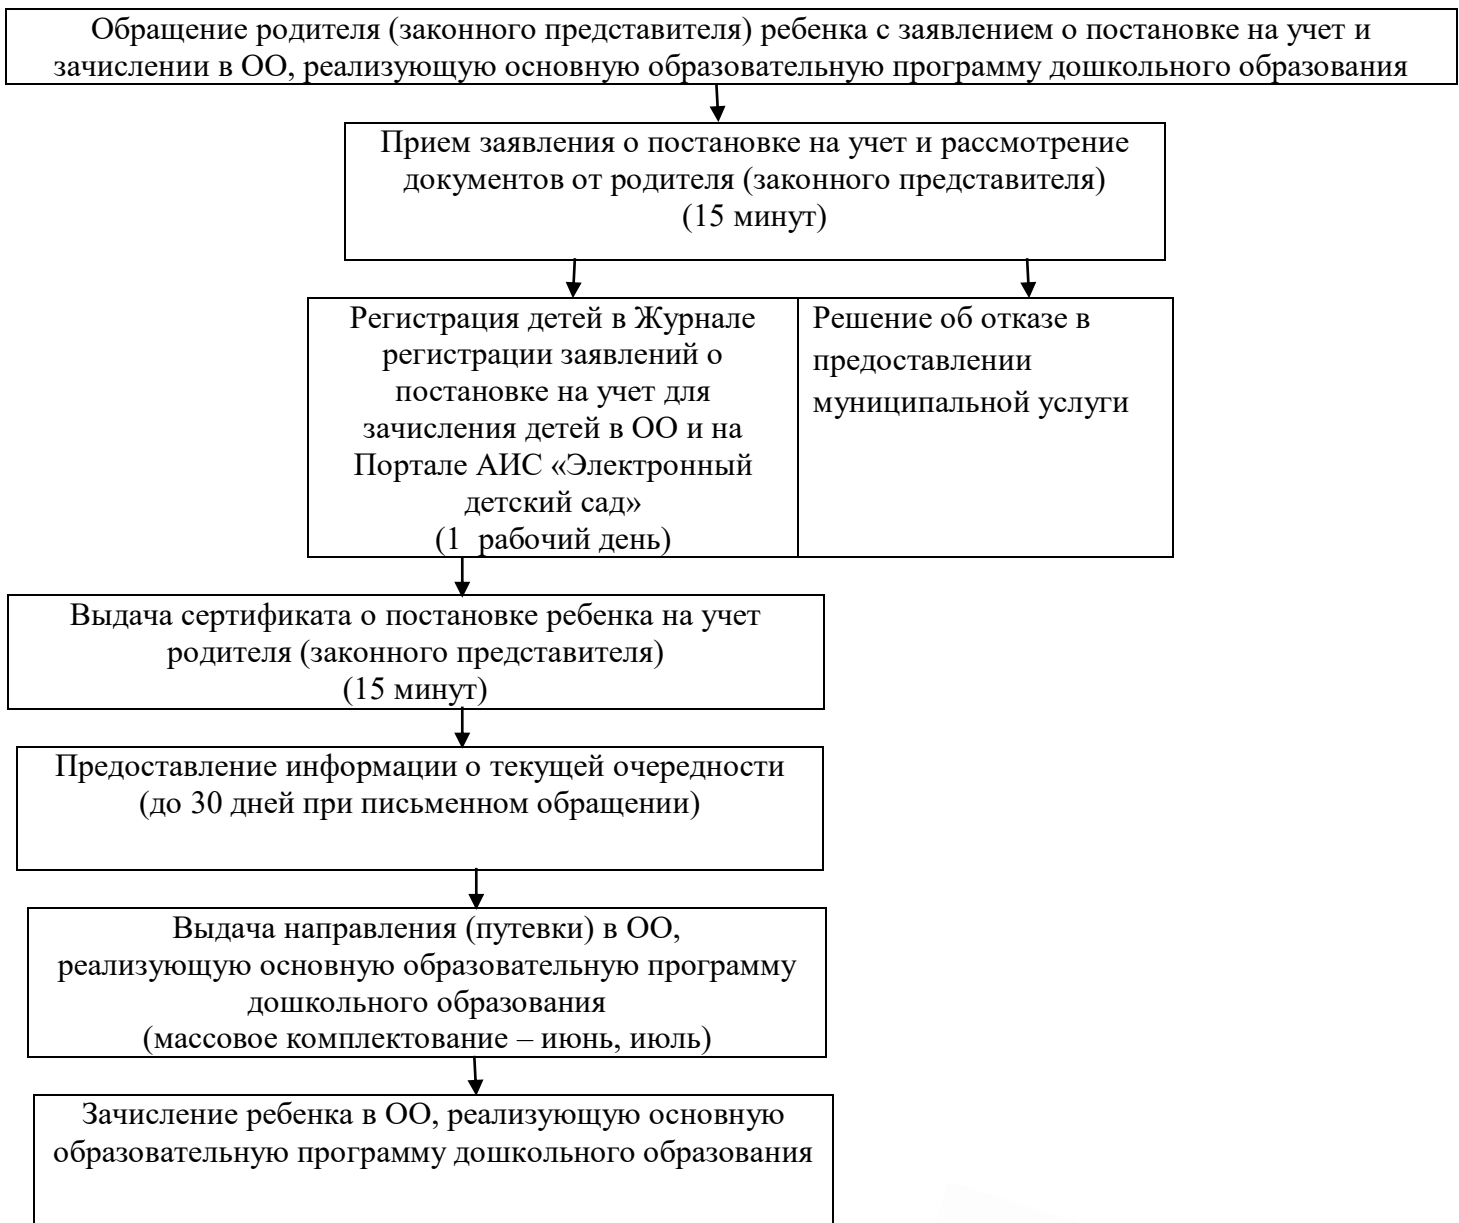 Обращение родителя (законного представителя) ребенка с заявлением о постановке на учет и
зачислении в ОО, реализующую основную образовательную программу дошкольного образования
Прием заявления о постановке на учет и рассмотрение
документов от родителя (законного представителя)
(15 минут)
Регистрация детей в Журнале
регистрации заявлений о
постановке на учет для
зачисления детей в ОО и на
Портале АИС «Электронный
детский сад»
(1 рабочий день)
Решение об отказе в
предоставлении
муниципальной услуги
Выдача сертификата о постановке ребенка на учет
родителя (законного представителя)
(15 минут)
Предоставление информации о текущей очередности
(до 30 дней при письменном обращении)
Выдача направления (путевки) в ОО,
реализующую основную образовательную программу
дошкольного образования
(массовое комплектование – июнь, июль)
Зачисление ребенка в ОО, реализующую основную
образовательную программу дошкольного образования